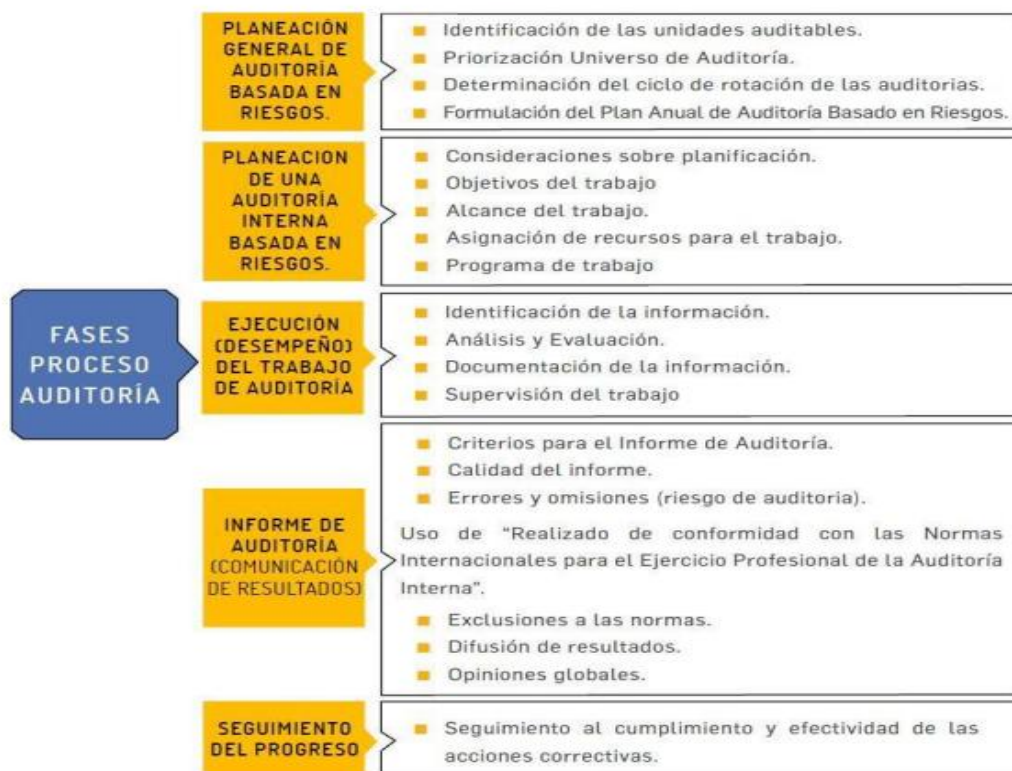 FASES
PROCESO
AUDITORÍA
PLANEACIÓN
GENERAL DE
AUDITORÍA
BASADA EN
RIESGOS.
Identificación de las unidades auditables.
Priorización Universo de Auditoría.
Determinación del ciclo de rotación de las auditorias.
Formulación del Plan Anual de Auditoría Basado en Riesgos.
PLANEACION
DE UNA
AUDITORÍA
INTERNA
BASADA EN
RIESGOS.
Consideraciones sobre planificación.
Objetivos del trabajo
Alcance del trabajo.
Asignación de recursos para el trabajo.
Programa de trabajo
EJECUCIÓN
(DESEMPEÑO)
DEL TRABAJO
DE AUDITORÍA
Identificación de la información.
Análisis y Evaluación.
Documentación de la información.
Supervisión del trabajo
INFORME DE
AUDITORÍA
(COMUNICACIÓN
DE RESULTADOS)
Criterios para el Informe de Auditoría.
Calidad del informe.
Errores y omisiones (riesgo de auditoria).
Uso de “Realizado de conformidad con las Normas
Internacionales para el Ejercicio Profesional de la Auditoría
Interna”.
Exclusiones a las normas.
Difusión de resultados.
Opiniones globales.
SEGUIMIENTO
DEL PROGRESO
Seguimiento al cumplimiento y efectividad de las
acciones correctivas.